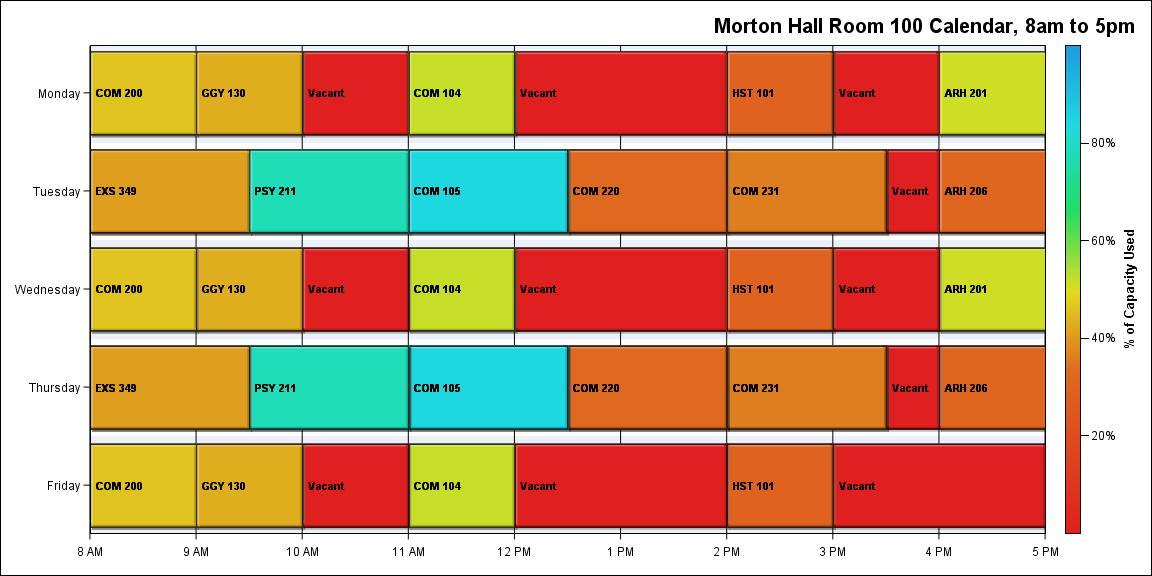 Morton Hall Room 100 Calendar, 8am to 5pm
Monday
COM 200
GGY 130
Vacant
COM 104
Vacant
HST 101
Vacant
ARH 201
Tuesday
EXS 349
PSY 211
COM 105
COM 220
COM 231
Vacant
ARH 206
Wednesday
COM 200
GGY 130
Vacant
COM 104
Vacant
HST 101
Vacant
ARH 201
Thursday
EXS 349
PSY 211
COM 105
COM 220
COM 231
Vacant
ARH 206
Friday
COM 200
GGY 130
Vacant
COM 104
Vacant
HST 101
Vacant
8 AM
9 AM
10 AM
11 AM
12 PM
1 PM
2 PM
3 PM
4 PM
5 PM
80%
60%
40%
20%
% of Capacity Used